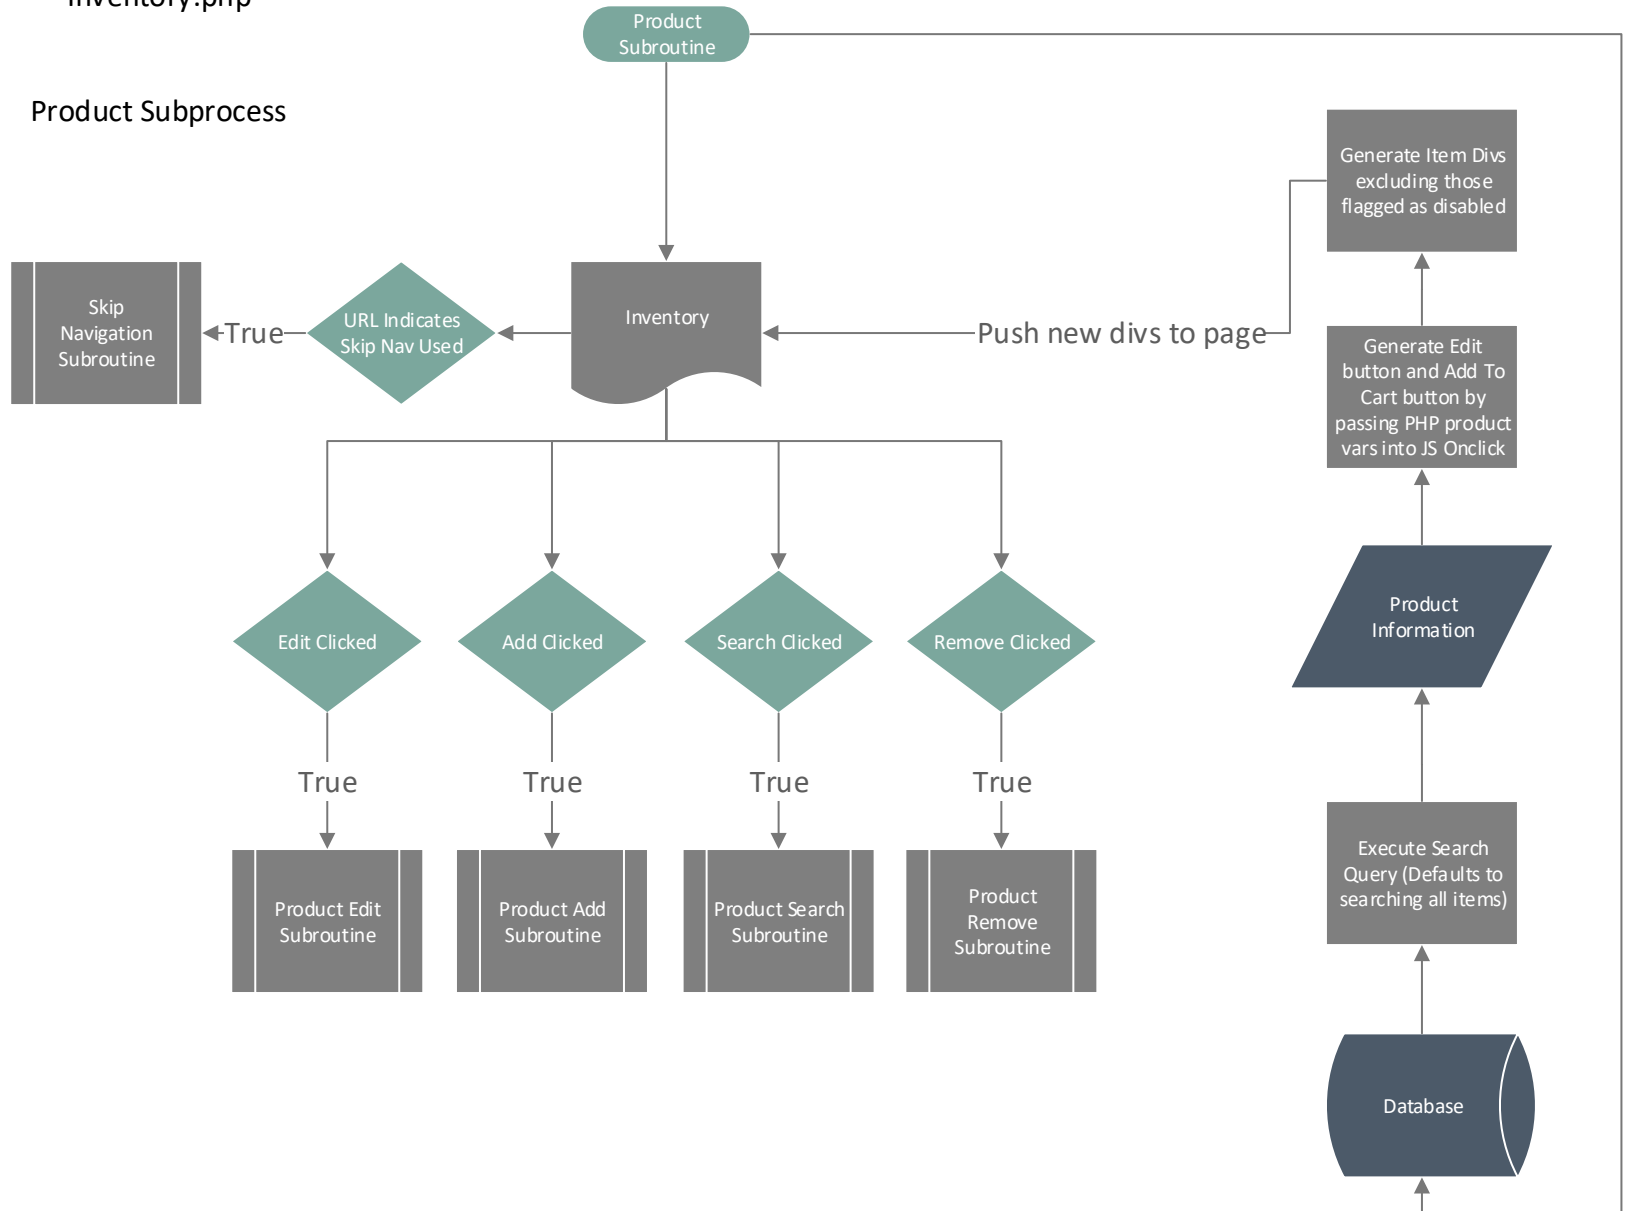 Inventory.php
Product
Subroutine
Product Subprocess
Generate Item Divs
excluding those
flagged as disabled
Skip
Navigation
Subroutine
True
URL Indicates
Skip Nav Used
Inventory
Push new divs to page
Generate Edit
button and Add To
Cart button by
passing PHP product
vars into JS Onclick
Product
Information
Edit Clicked
Add Clicked
Search Clicked
Remove Clicked
True
True
True
True
Execute Search
Query (Defaults to
searching all items)
Product Edit
Subroutine
Product Add
Subroutine
Product Search
Subroutine
Product
Remove
Subroutine
Database